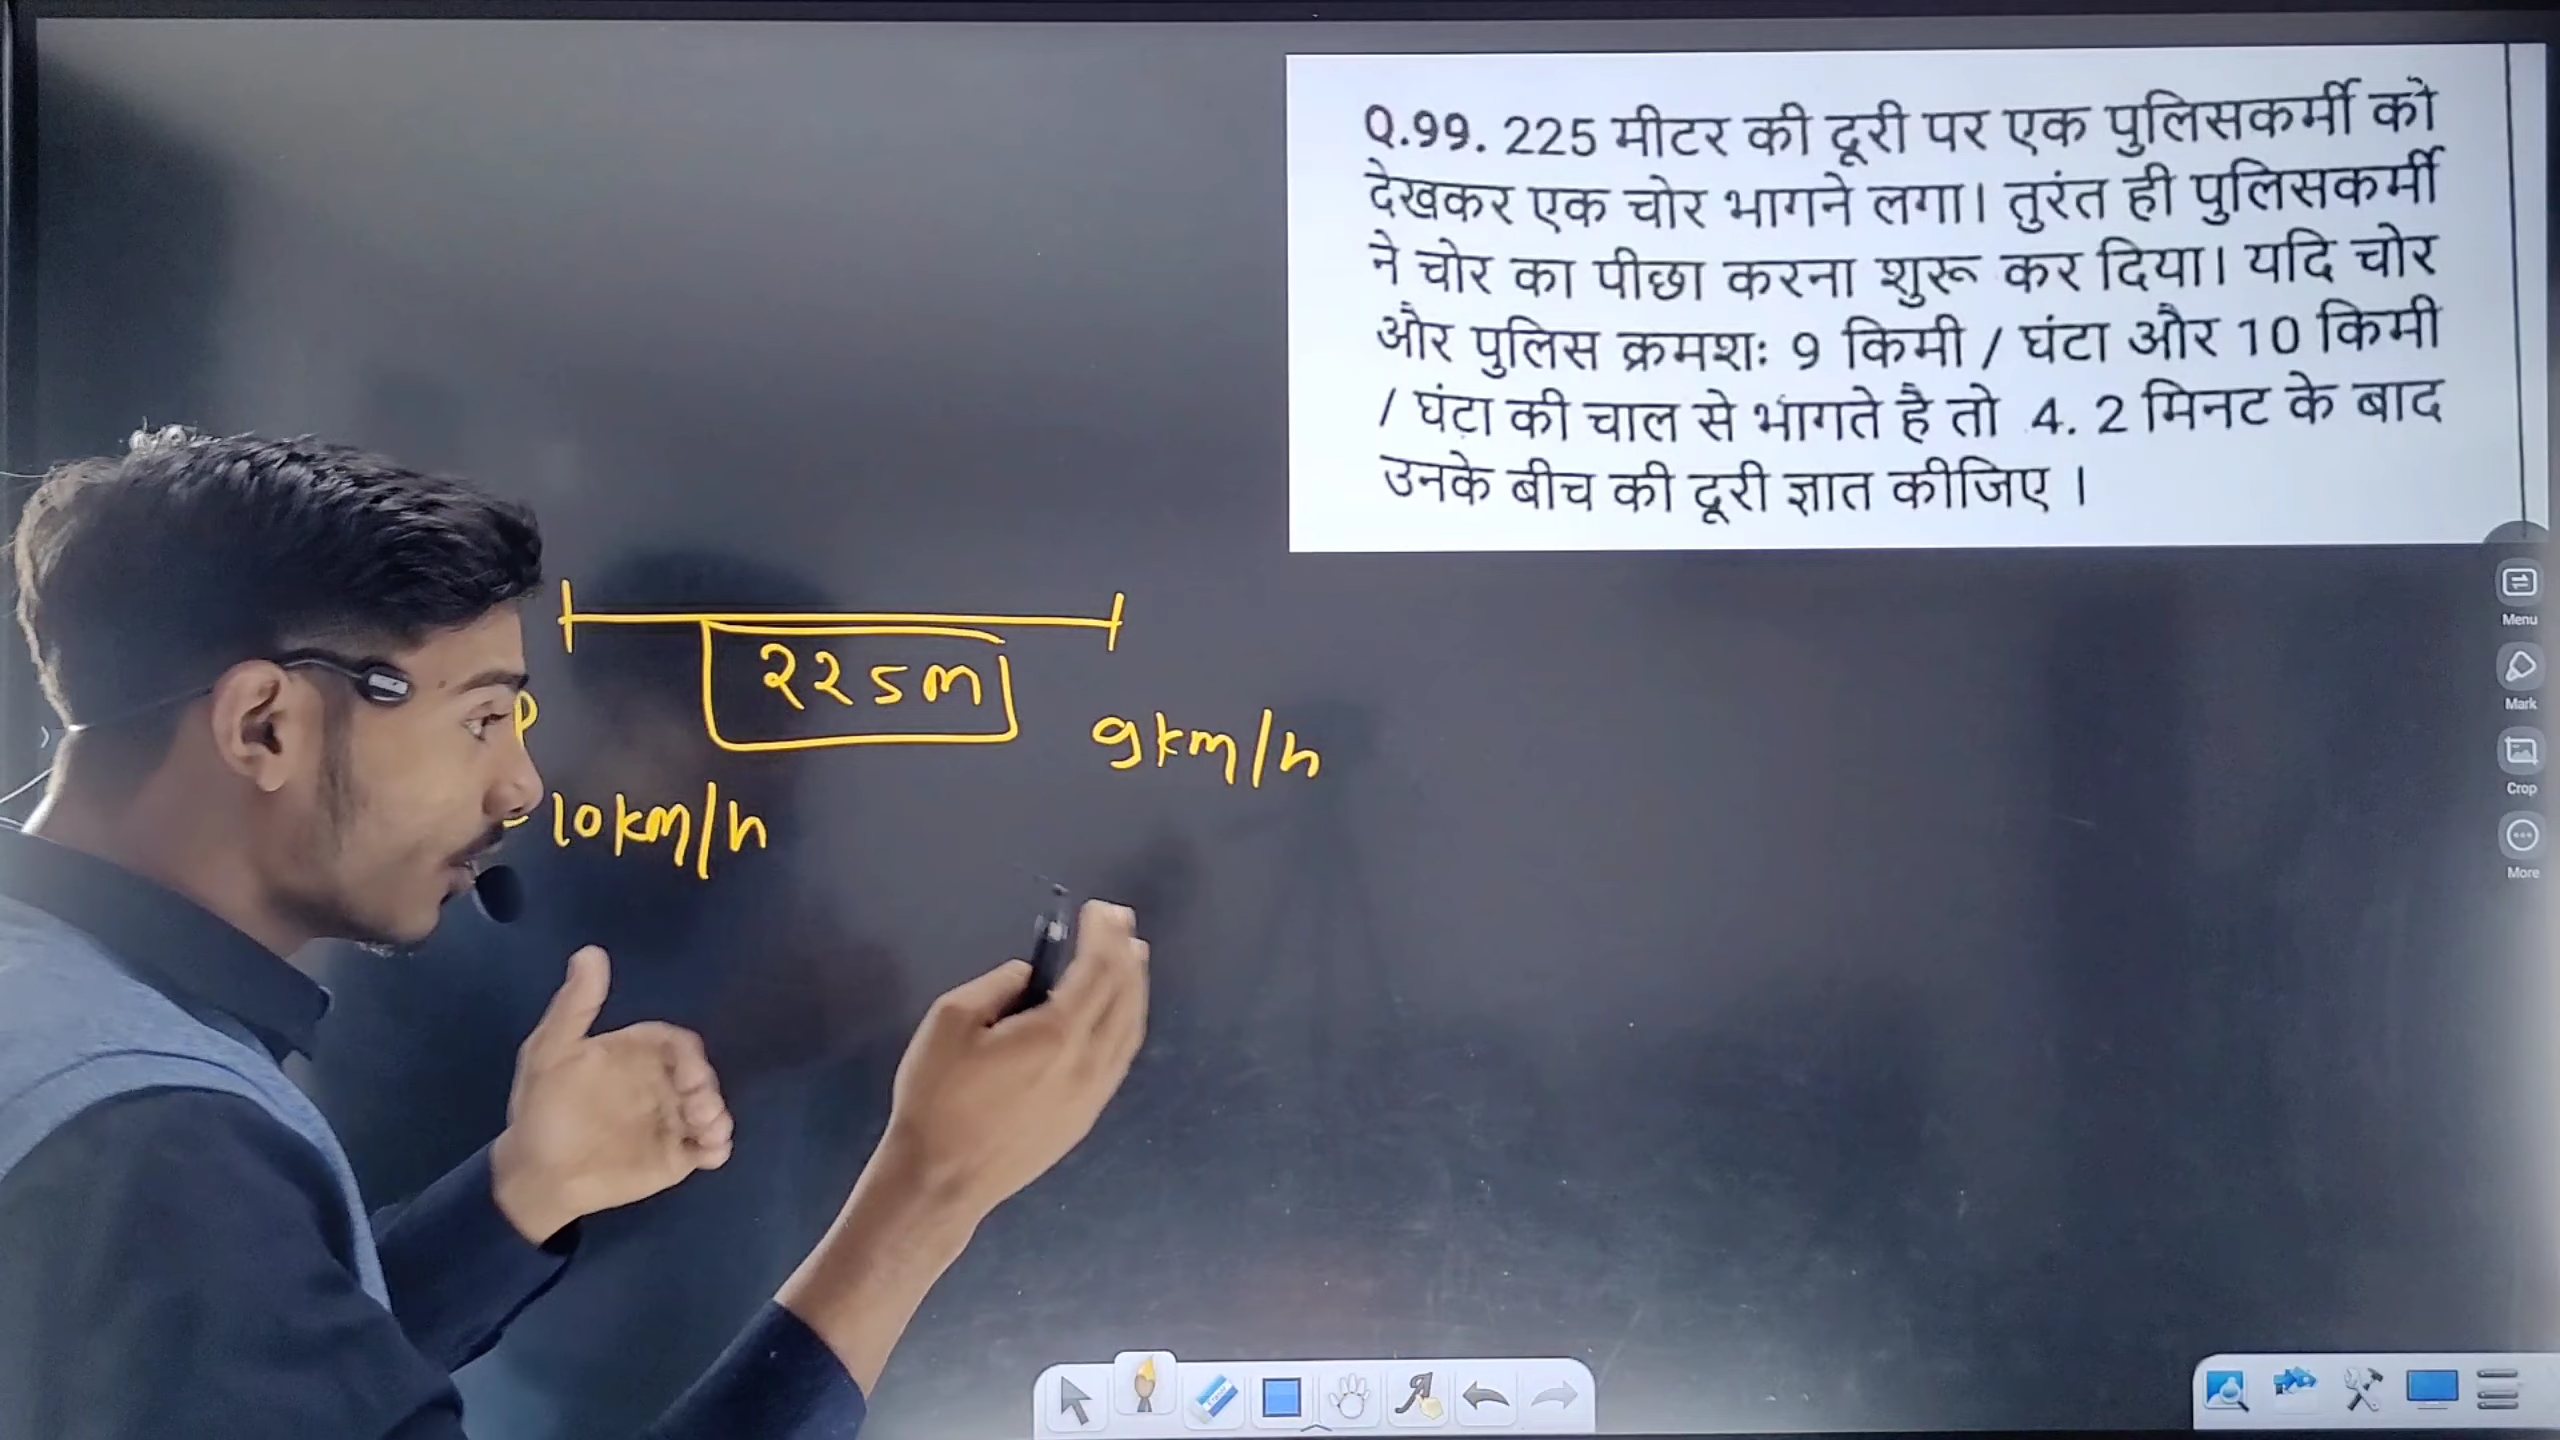 Q.99. 225 मीटर की दूरी पर एक पुलिसकर्मी को
देखकर एक चोर भागने लगा। तुरंत ही पुलिसकर्मी
ने चोर का पीछा करना शुरू कर दिया। यदि चोर
और पुलिस क्रमशः 9 किमी / घंटा और 10 किमी
/ घंटा की चाल से भागते है तो 4. 2 मिनट के बाद
उनके बीच की दूरी ज्ञात कीजिए ।
225m
P
9km/h
10km/h
Menu
Mark
Crop
More